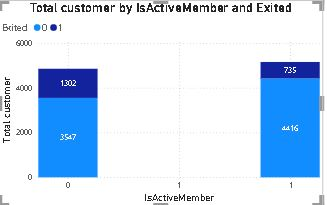 Total customer by IsActiveMember and Exited
Exited 0 1
6000
4000
2000
0
Total customer
1302
3547
735
4416
0 1 1
IsActiveMember